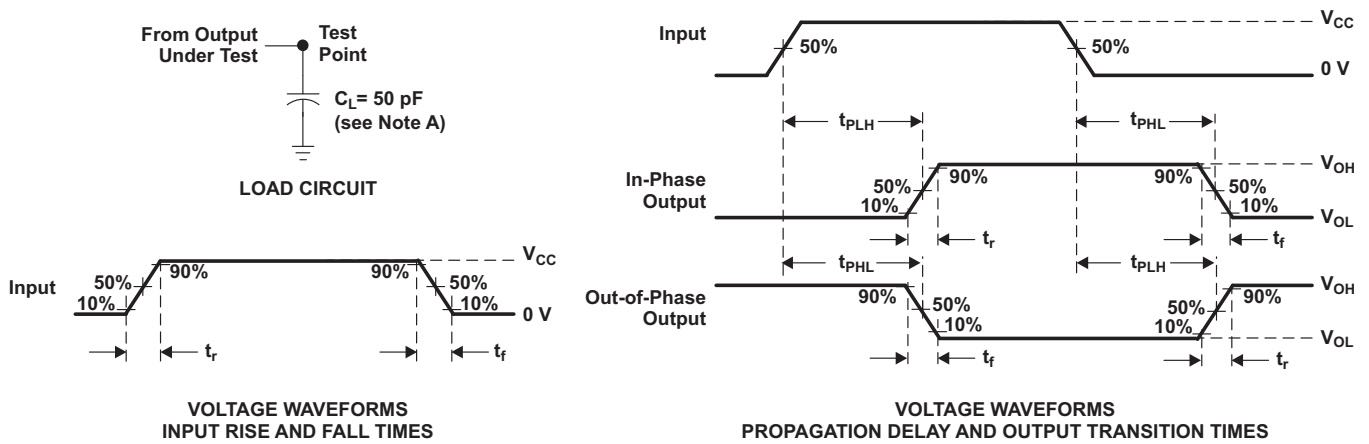 From Output
Under Test
Test
Point
C_L= 50 pF
(see Note A)
LOAD CIRCUIT
Input
10%
50%
90%
90%
50%
10%
V_CC
0 V
t_r
t_f
VOLTAGE WAVEFORMS
INPUT RISE AND FALL TIMES
Input
50%
50%
V_CC
0 V
t_PLH
t_PHL
In-Phase
Output
10%
50%
90%
90%
50%
10%
V_OH
V_OL
t_r
t_f
t_PHL
t_PLH
Out-of-Phase
Output
90%
50%
10%
10%
50%
90%
V_OH
V_OL
t_f
t_r
VOLTAGE WAVEFORMS
PROPAGATION DELAY AND OUTPUT TRANSITION TIMES